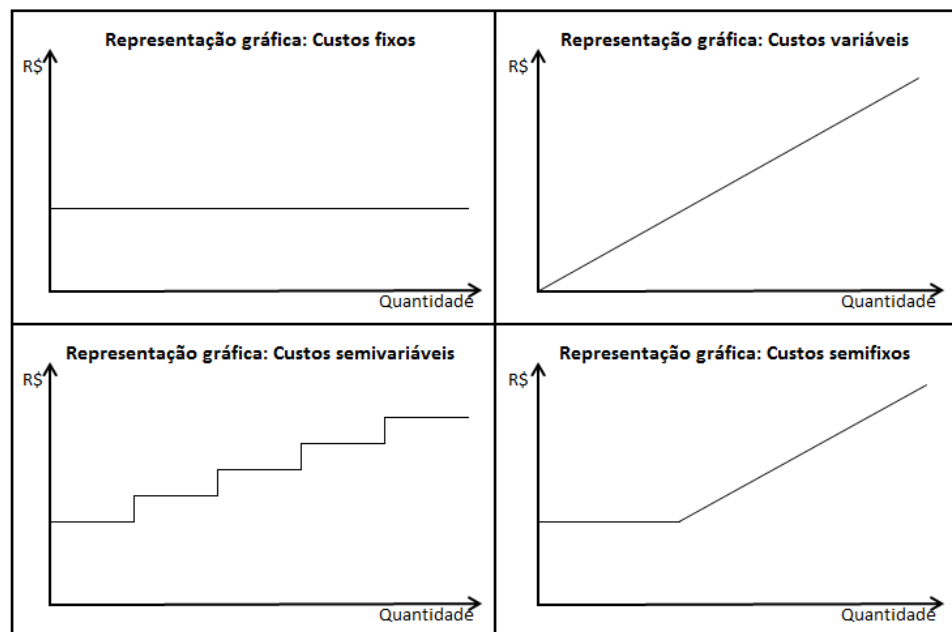 Representação gráfica: Custos fixos
R$
Quantidade
Representação gráfica: Custos variáveis
R$
Quantidade
Representação gráfica: Custos semivariáveis
R$
Quantidade
Representação gráfica: Custos semifixos
R$
Quantidade